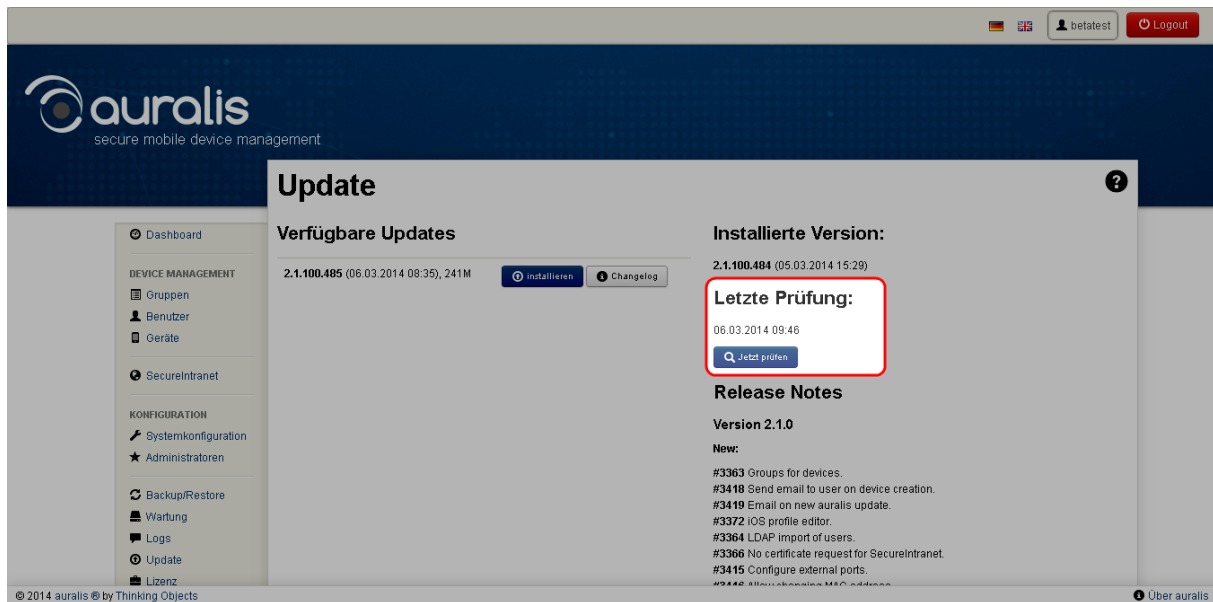 betatest
Logout
auralis
secure mobile device management
Update
Dashboard
DEVICE MANAGEMENT
Gruppen
Benutzer
Geräte
SecureIntranet
KONFIGURATION
Systemkonfiguration
Administratoren
Backup/Restore
Wartung
Logs
Update
Lizenz
Verfügbare Updates
2.1.100.485 (06.03.2014 08:35), 241M
installieren
Changelog
Installierte Version:
2.1.100.484 (05.03.2014 15:29)
Letzte Prüfung:
06.03.2014 09:46
Jetzt prüfen
Release Notes
Version 2.1.0
New:
#3363 Groups for devices.
#3418 Send email to user on device creation.
#3419 Email on new auralis update.
#3372 iOS profile editor.
#3364 LDAP import of users.
#3366 No certificate request for SecureIntranet.
#3415 Configure external ports.
#3446 Allow changing MAC address.
© 2014 auralis ® by Thinking Objects
Über auralis